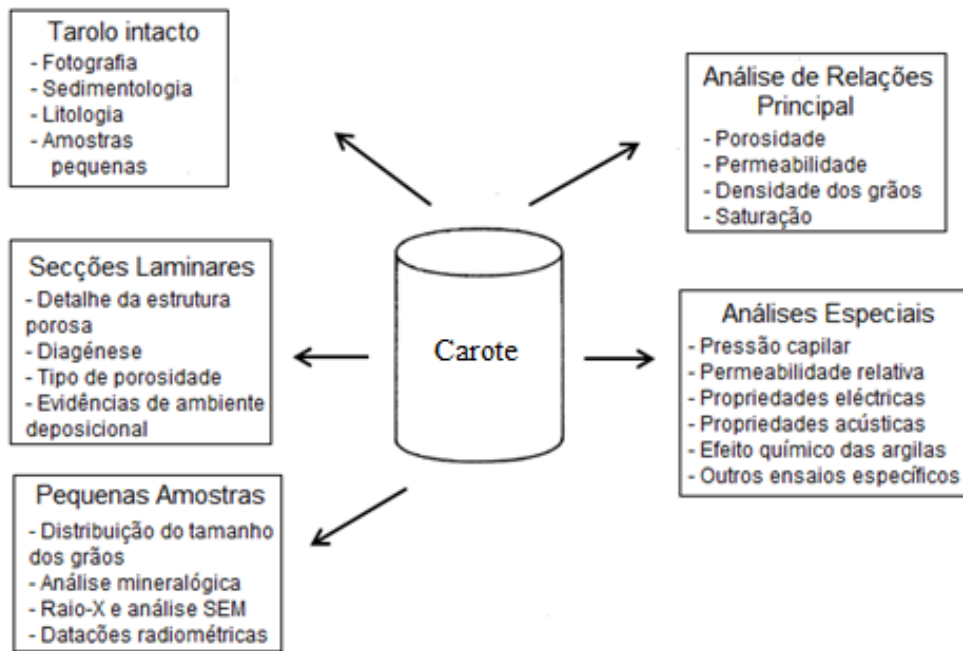 Tarolo intacto
- Fotografia
- Sedimentologia
- Litologia
- Amostras
pequenas
Análise de Relações
Principal
- Porosidade
- Permeabilidade
- Densidade dos grãos
- Saturação
Secções Laminares
- Detalhe da estrutura
porosa
- Diagénese
- Tipo de porosidade
- Evidências de ambiente
deposicional
Carote
Análises Especiais
- Pressão capilar
- Permeabilidade relativa
- Propriedades eléctricas
- Propriedades acústicas
- Efeito químico das argilas
- Outros ensaios específicos
Pequenas Amostras
- Distribuição do tamanho
dos grãos
- Análise mineralógica
- Raio-X e análise SEM
- Datações radiométricas